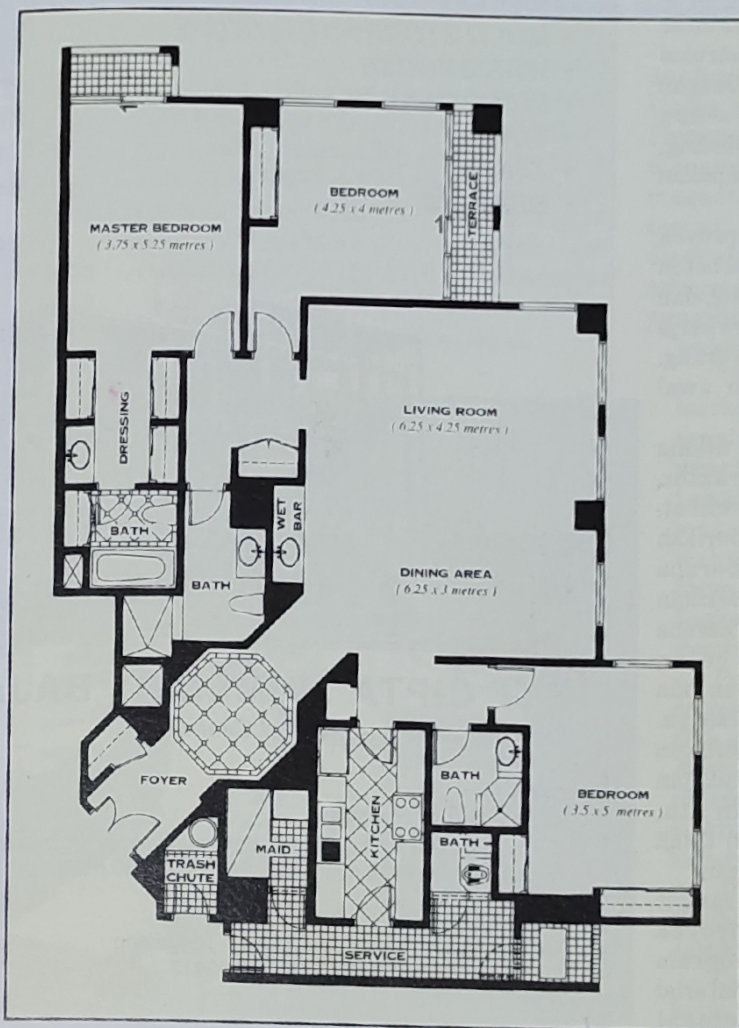 BEDROOM
( 4.25 x 4 metres )
TERRACE
MASTER BEDROOM
( 3.75 x 5.25 metres )
DRESSING
LIVING ROOM
( 6.25 x 4.25 metres )
WET
BAR
BATH
BATH
DINING AREA
( 6.25 x 3 metres )
FOYER
BATH
BEDROOM
( 3.5 x 5 metres )
KITCHEN
MAID
BATH
TRASH
CHUTE
SERVICE